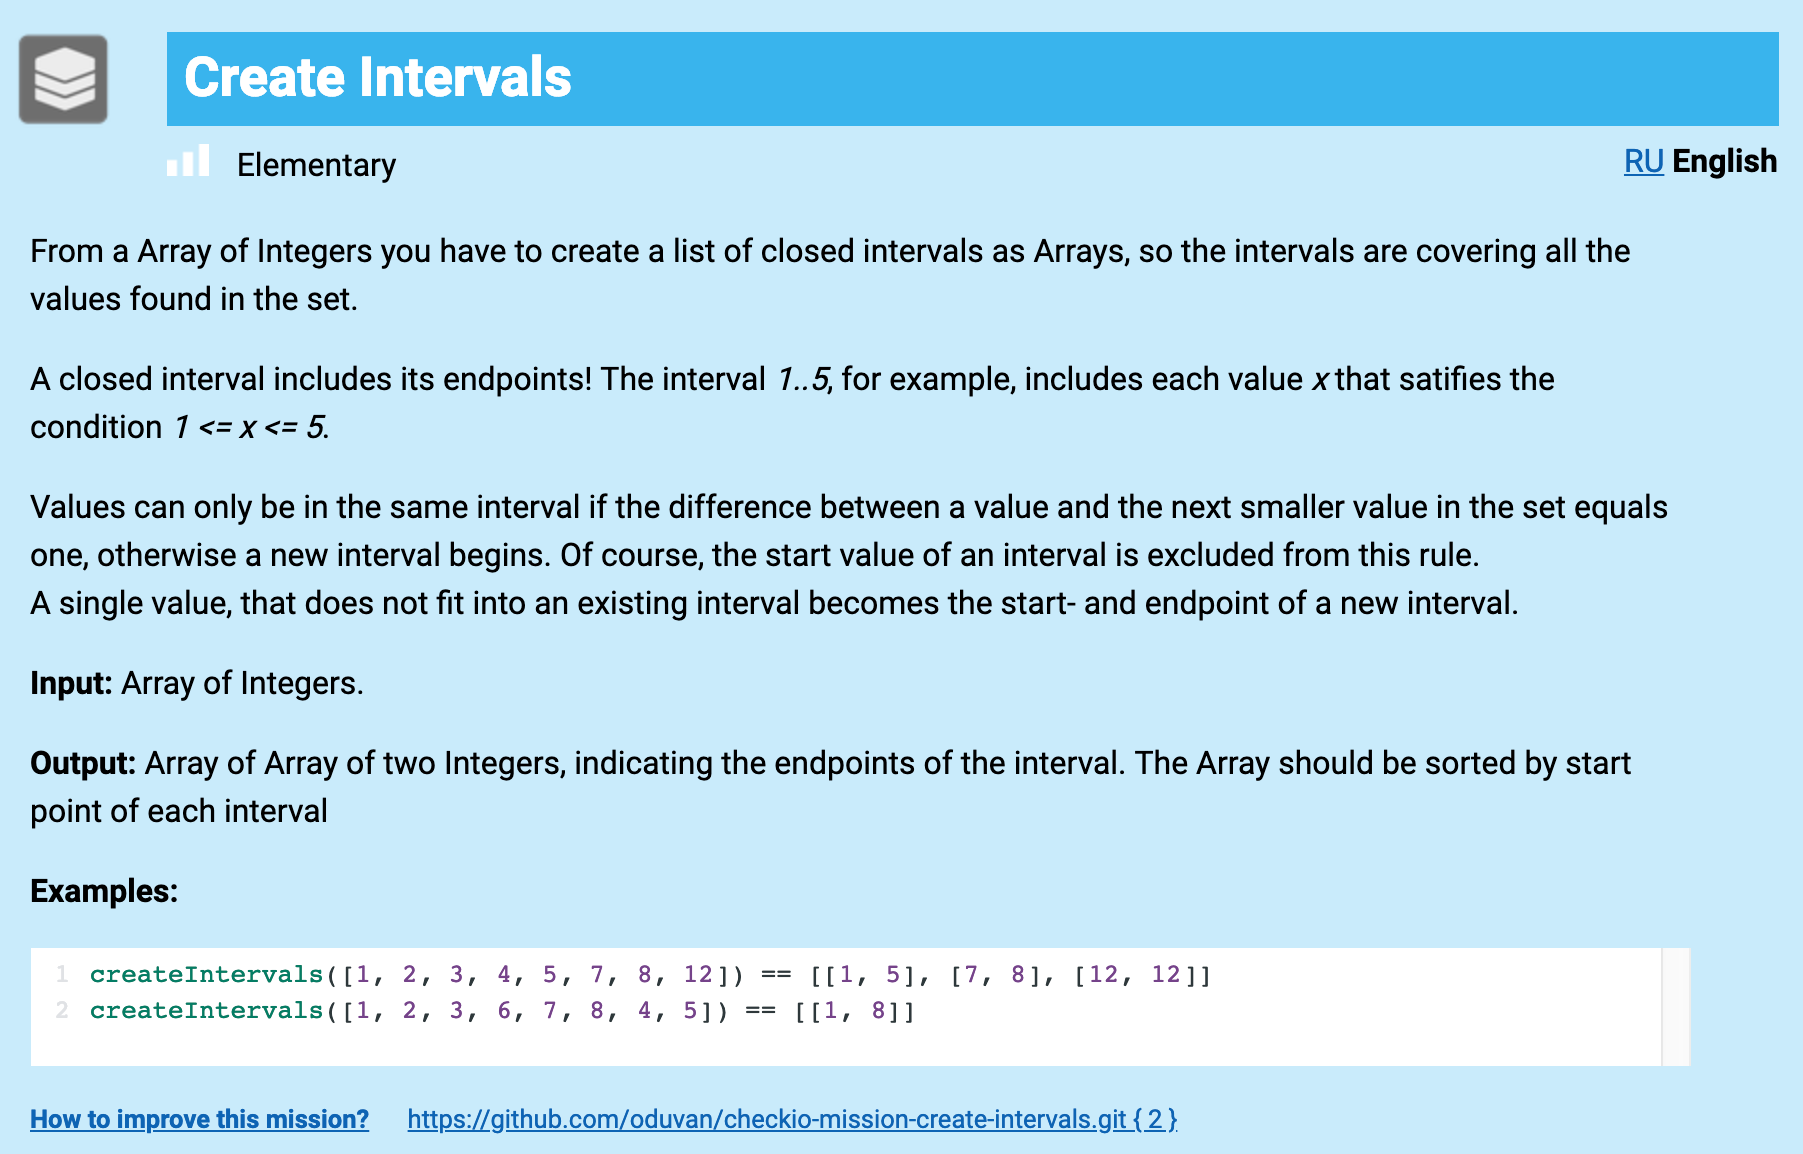 Create Intervals
Elementary
RU English
From a Array of Integers you have to create a list of closed intervals as Arrays, so the intervals are covering all the
values found in the set.
A closed interval includes its endpoints! The interval 1..5, for example, includes each value x that satifies the
condition 1 <= x <= 5.
Values can only be in the same interval if the difference between a value and the next smaller value in the set equals
one, otherwise a new interval begins. Of course, the start value of an interval is excluded from this rule.
A single value, that does not fit into an existing interval becomes the start- and endpoint of a new interval.
Input: Array of Integers.
Output: Array of Array of two Integers, indicating the endpoints of the interval. The Array should be sorted by start
point of each interval
Examples:
1 createIntervals([1, 2, 3, 4, 5, 7, 8, 12]) == [[1, 5], [7, 8], [12, 12]]
2 createIntervals([1, 2, 3, 6, 7, 8, 4, 5]) == [[1, 8]]
How to improve this mission? https://github.com/oduvan/checkio-mission-create-intervals.git { 2 }